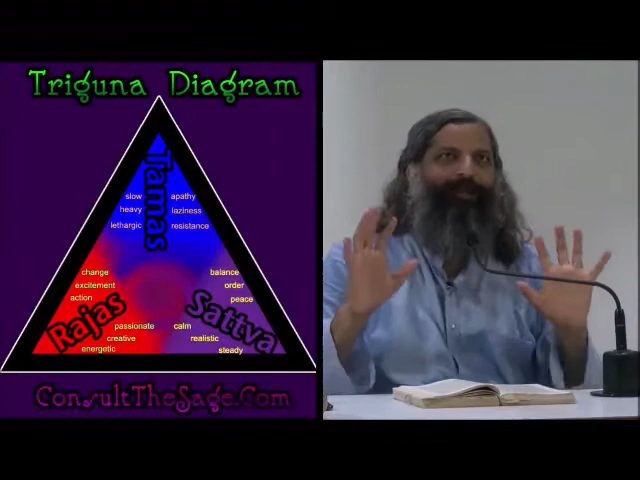 Triguna Diagram
Tamas
slow apathy
heavy laziness
lethargic resistance
change balance
excitement order
action peace
Rajas Sattva
passionate calm
creative realistic
energetic steady
ConsultTheSage.Com